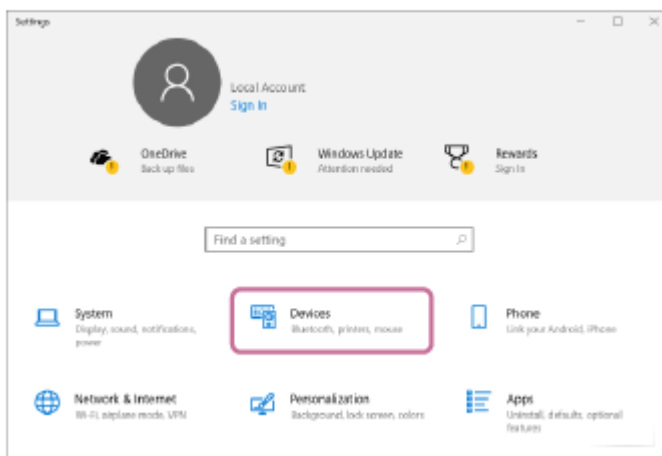 Settings
Local Account
Sign In
OneDrive
Back up files
Windows Update
Attention needed
Rewards
Sign In
Find a setting
System
Display, sound, notifications,
power
Devices
Bluetooth, printers, mouse
Phone
Link your Android, iPhone
Network & Internet
Wi-Fi, airplane mode, VPN
Personalization
Background, lock screen, colors
Apps
Uninstall, defaults, optional
features